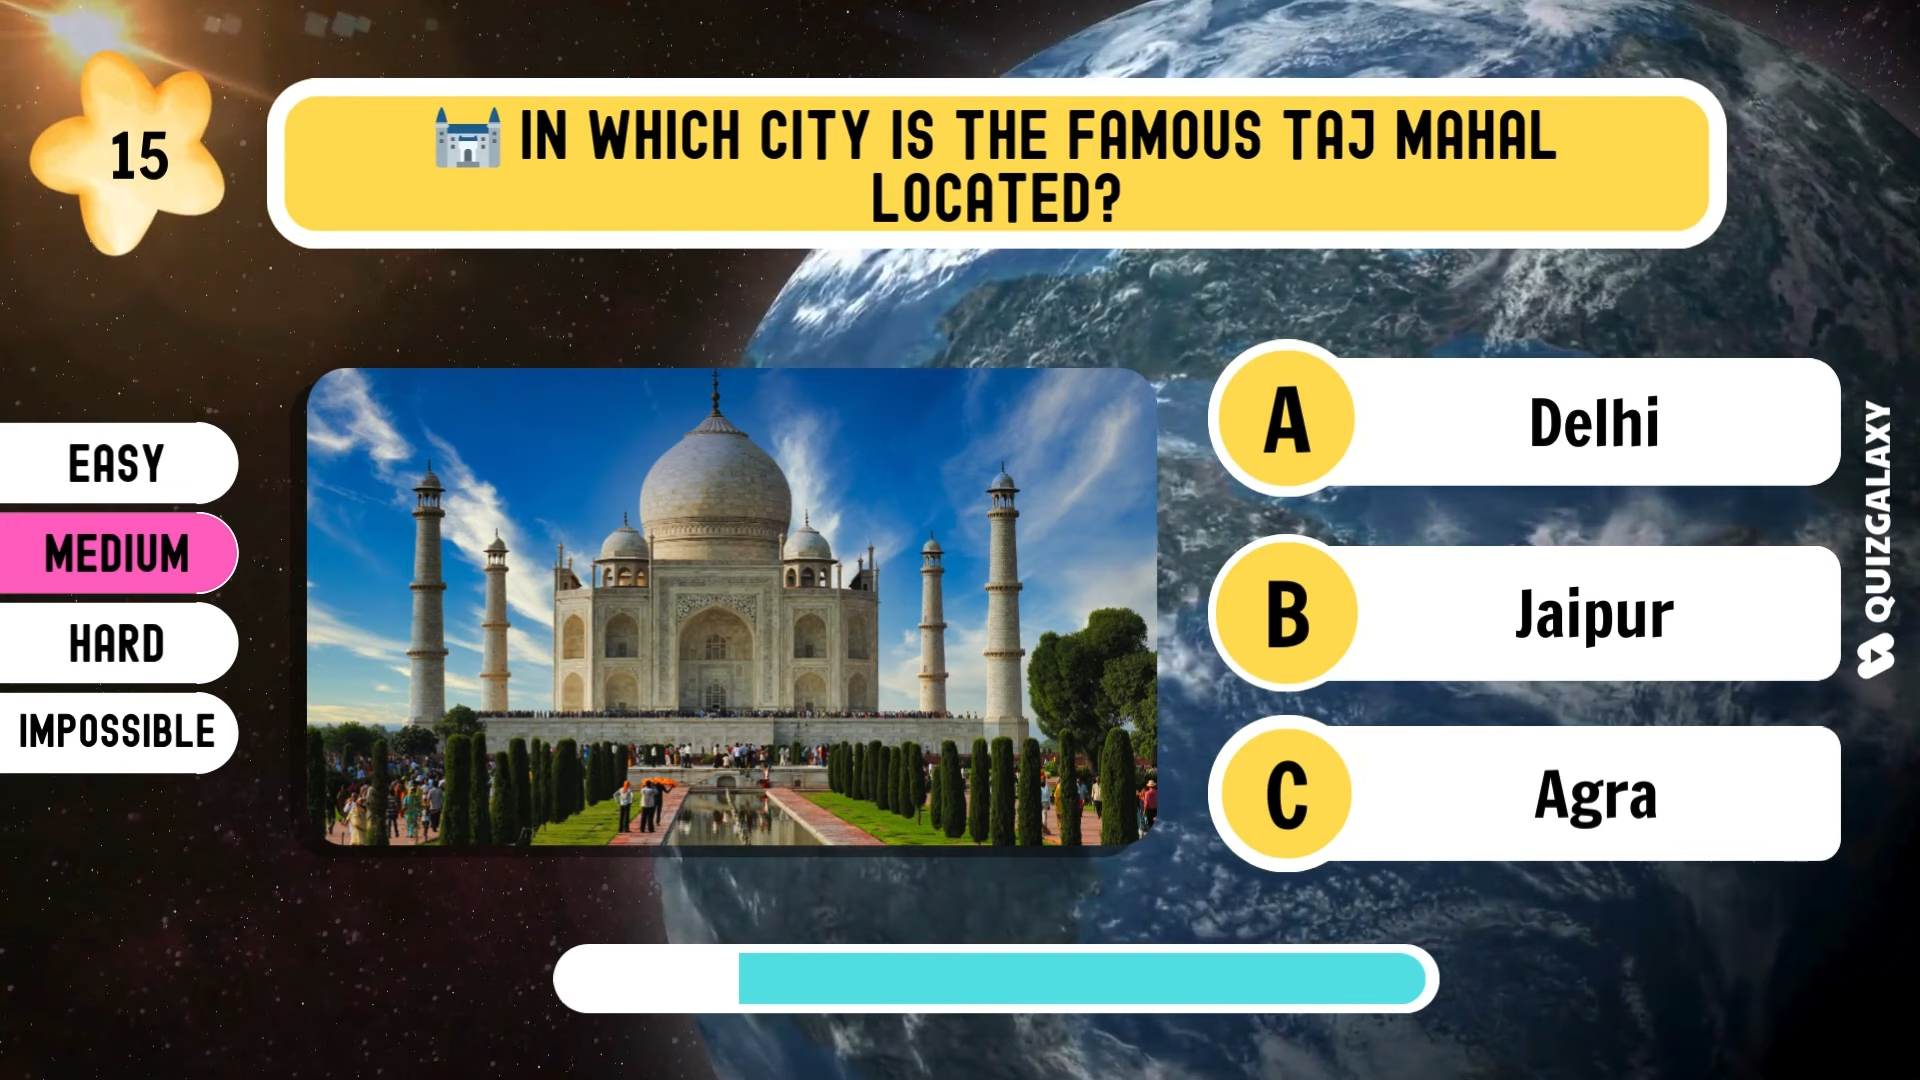 15
🏰 IN WHICH CITY IS THE FAMOUS TAJ MAHAL
LOCATED?
EASY
MEDIUM
HARD
IMPOSSIBLE
A Delhi
B Jaipur
C Agra
QUIZGALAXY